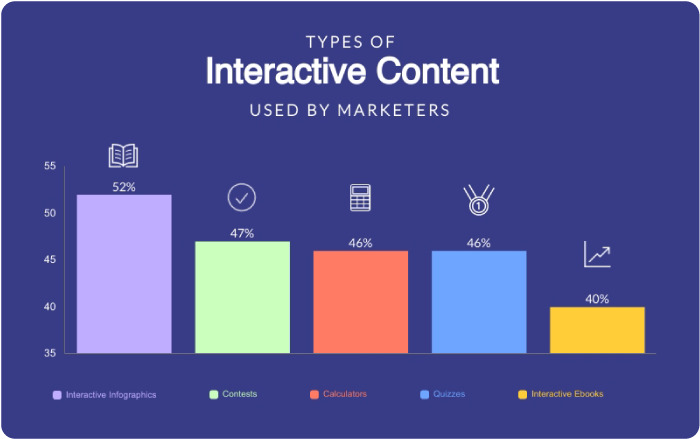 TYPES OF
Interactive Content
USED BY MARKETERS
55
50
45
40
35
52%
47%
46%
46%
40%
1
Interactive Infographics
Contests
Calculators
Quizzes
Interactive Ebooks